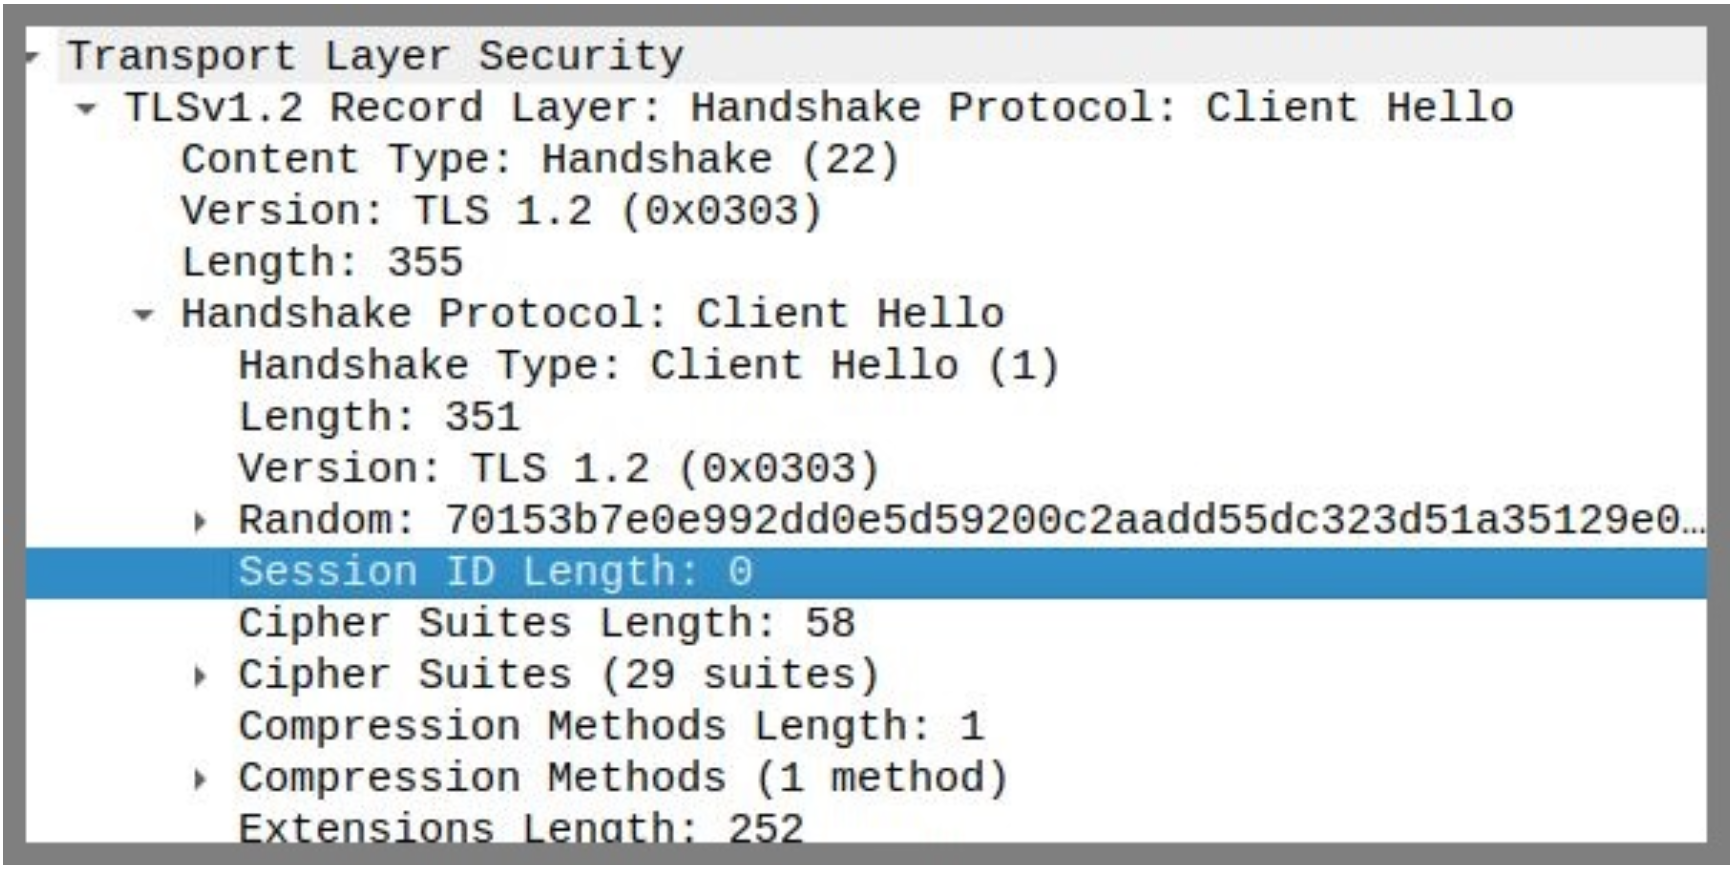 Transport Layer Security
TLSv1.2 Record Layer: Handshake Protocol: Client Hello
Content Type: Handshake (22)
Version: TLS 1.2 (0x0303)
Length: 355
Handshake Protocol: Client Hello
Handshake Type: Client Hello (1)
Length: 351
Version: TLS 1.2 (0x0303)
Random: 70153b7e0e992dd0e5d59200c2aadd55dc323d51a35129e0…
Session ID Length: 0
Cipher Suites Length: 58
Cipher Suites (29 suites)
Compression Methods Length: 1
Compression Methods (1 method)
Extensions Length: 252